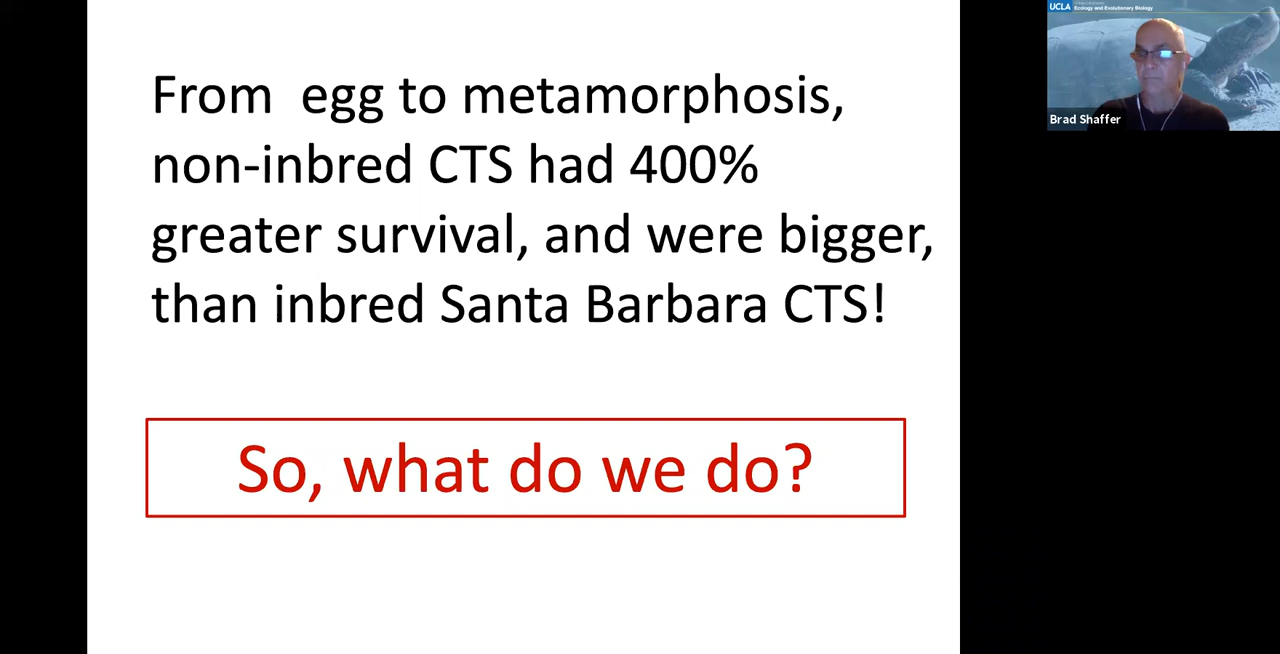 From  egg to metamorphosis,
non-inbred CTS had 400%
greater survival, and were bigger,
than inbred Santa Barbara CTS!
So, what do we do?
UCLA
Ecology and Evolutionary Biology
Brad Shaffer